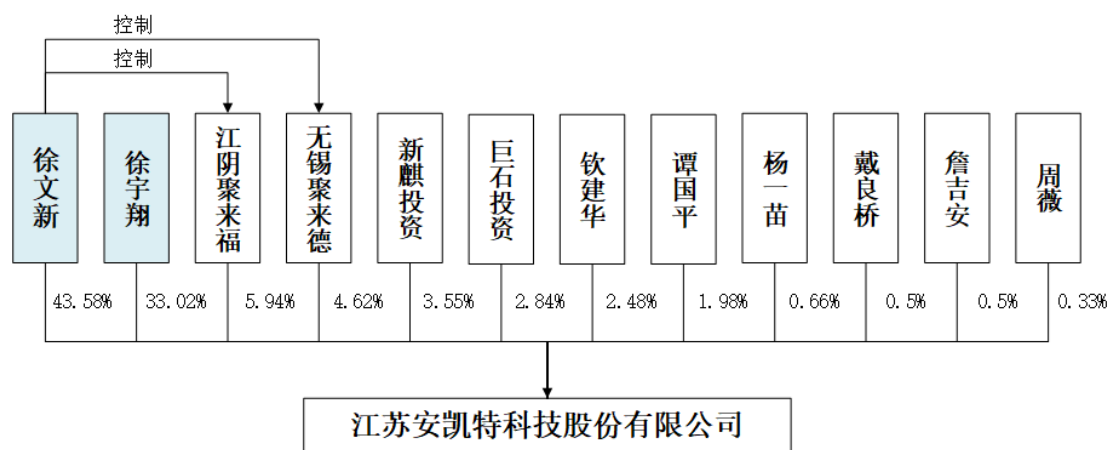 控制
控制
徐文新
徐宇翔
江阴聚来福
无锡聚来德
新麒投资
巨石投资
钦建华
谭国平
杨一苗
戴良桥
詹吉安
周薇
43.58%
33.02%
5.94%
4.62%
3.55%
2.84%
2.48%
1.98%
0.66%
0.5%
0.5%
0.33%
江苏安凯特科技股份有限公司